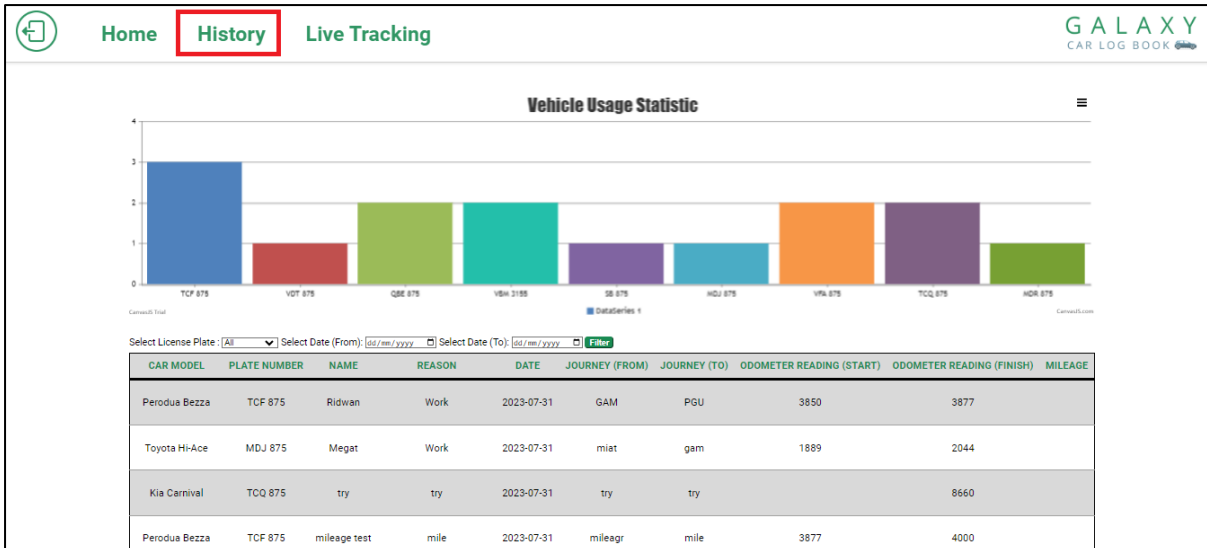 Home History Live Tracking
GALAXY
CAR LOG BOOK
Vehicle Usage Statistic
4
3
2
1
0
TCF 875 VDT 875 QBE 875 VBM 3155 SB 875 MDJ 875 VFA 875 TCQ 875 MDR 875
CanvasJS Trial DataSeries 1 CanvasJS.com
Select License Plate : All Select Date (From): dd/mm/yyyy Select Date (To): dd/mm/yyyy Filter
CAR MODEL PLATE NUMBER NAME REASON DATE JOURNEY (FROM) JOURNEY (TO) ODOMETER READING (START) ODOMETER READING (FINISH) MILEAGE
Perodua Bezza TCF 875 Ridwan Work 2023-07-31 GAM PGU 3850 3877
Toyota Hi-Ace MDJ 875 Megat Work 2023-07-31 miat gam 1889 2044
Kia Carnival TCQ 875 try try 2023-07-31 try try 8660
Perodua Bezza TCF 875 mileage test mile 2023-07-31 mileagr mile 3877 4000